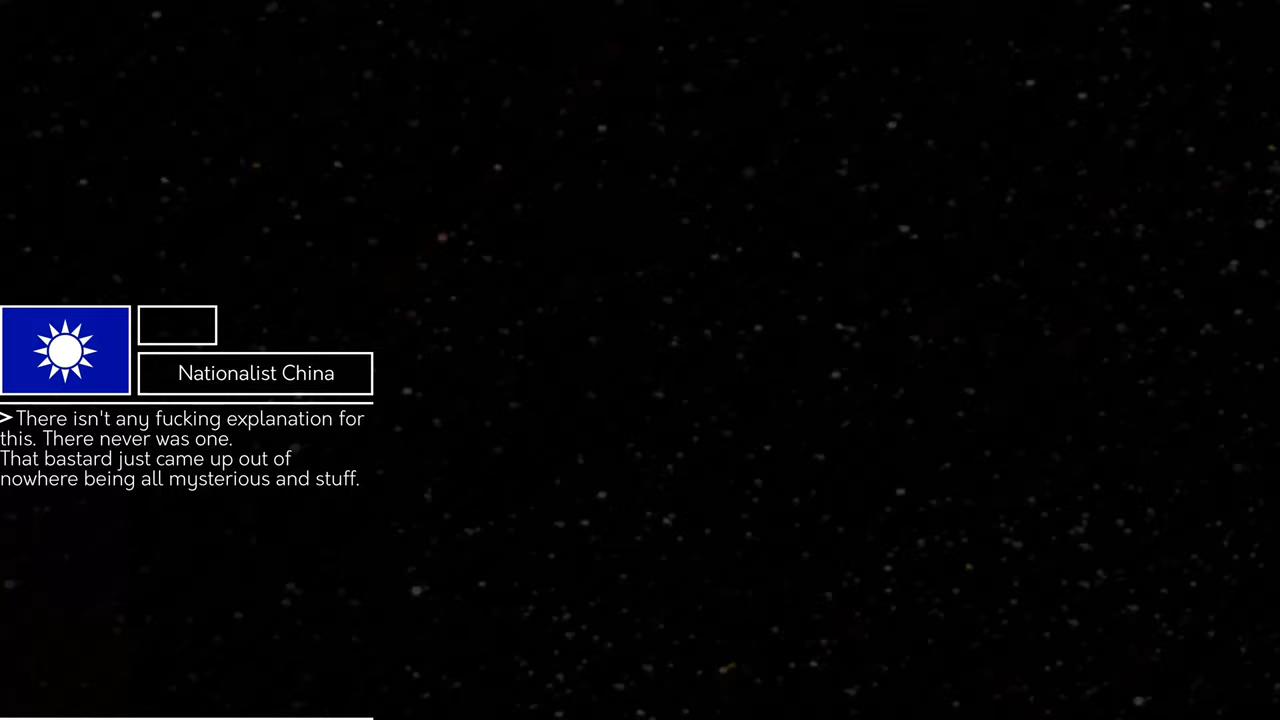 Nationalist China
>There isn't any fucking explanation for
this. There never was one.
That bastard just came up out of
nowhere being all mysterious and stuff.